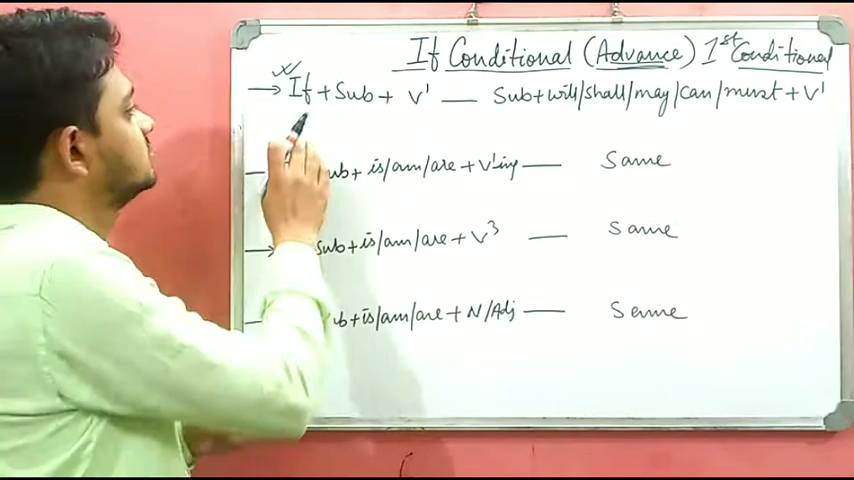 If Conditional (Advance) 1st Conditional
→ If + Sub + V¹ — Sub + will/shall/may/can/must + V¹
+ is/am/are + V¹ing — Same
→ Sub + is/am/are + V³ — Same
+ is/am/are + N/Adj — Same